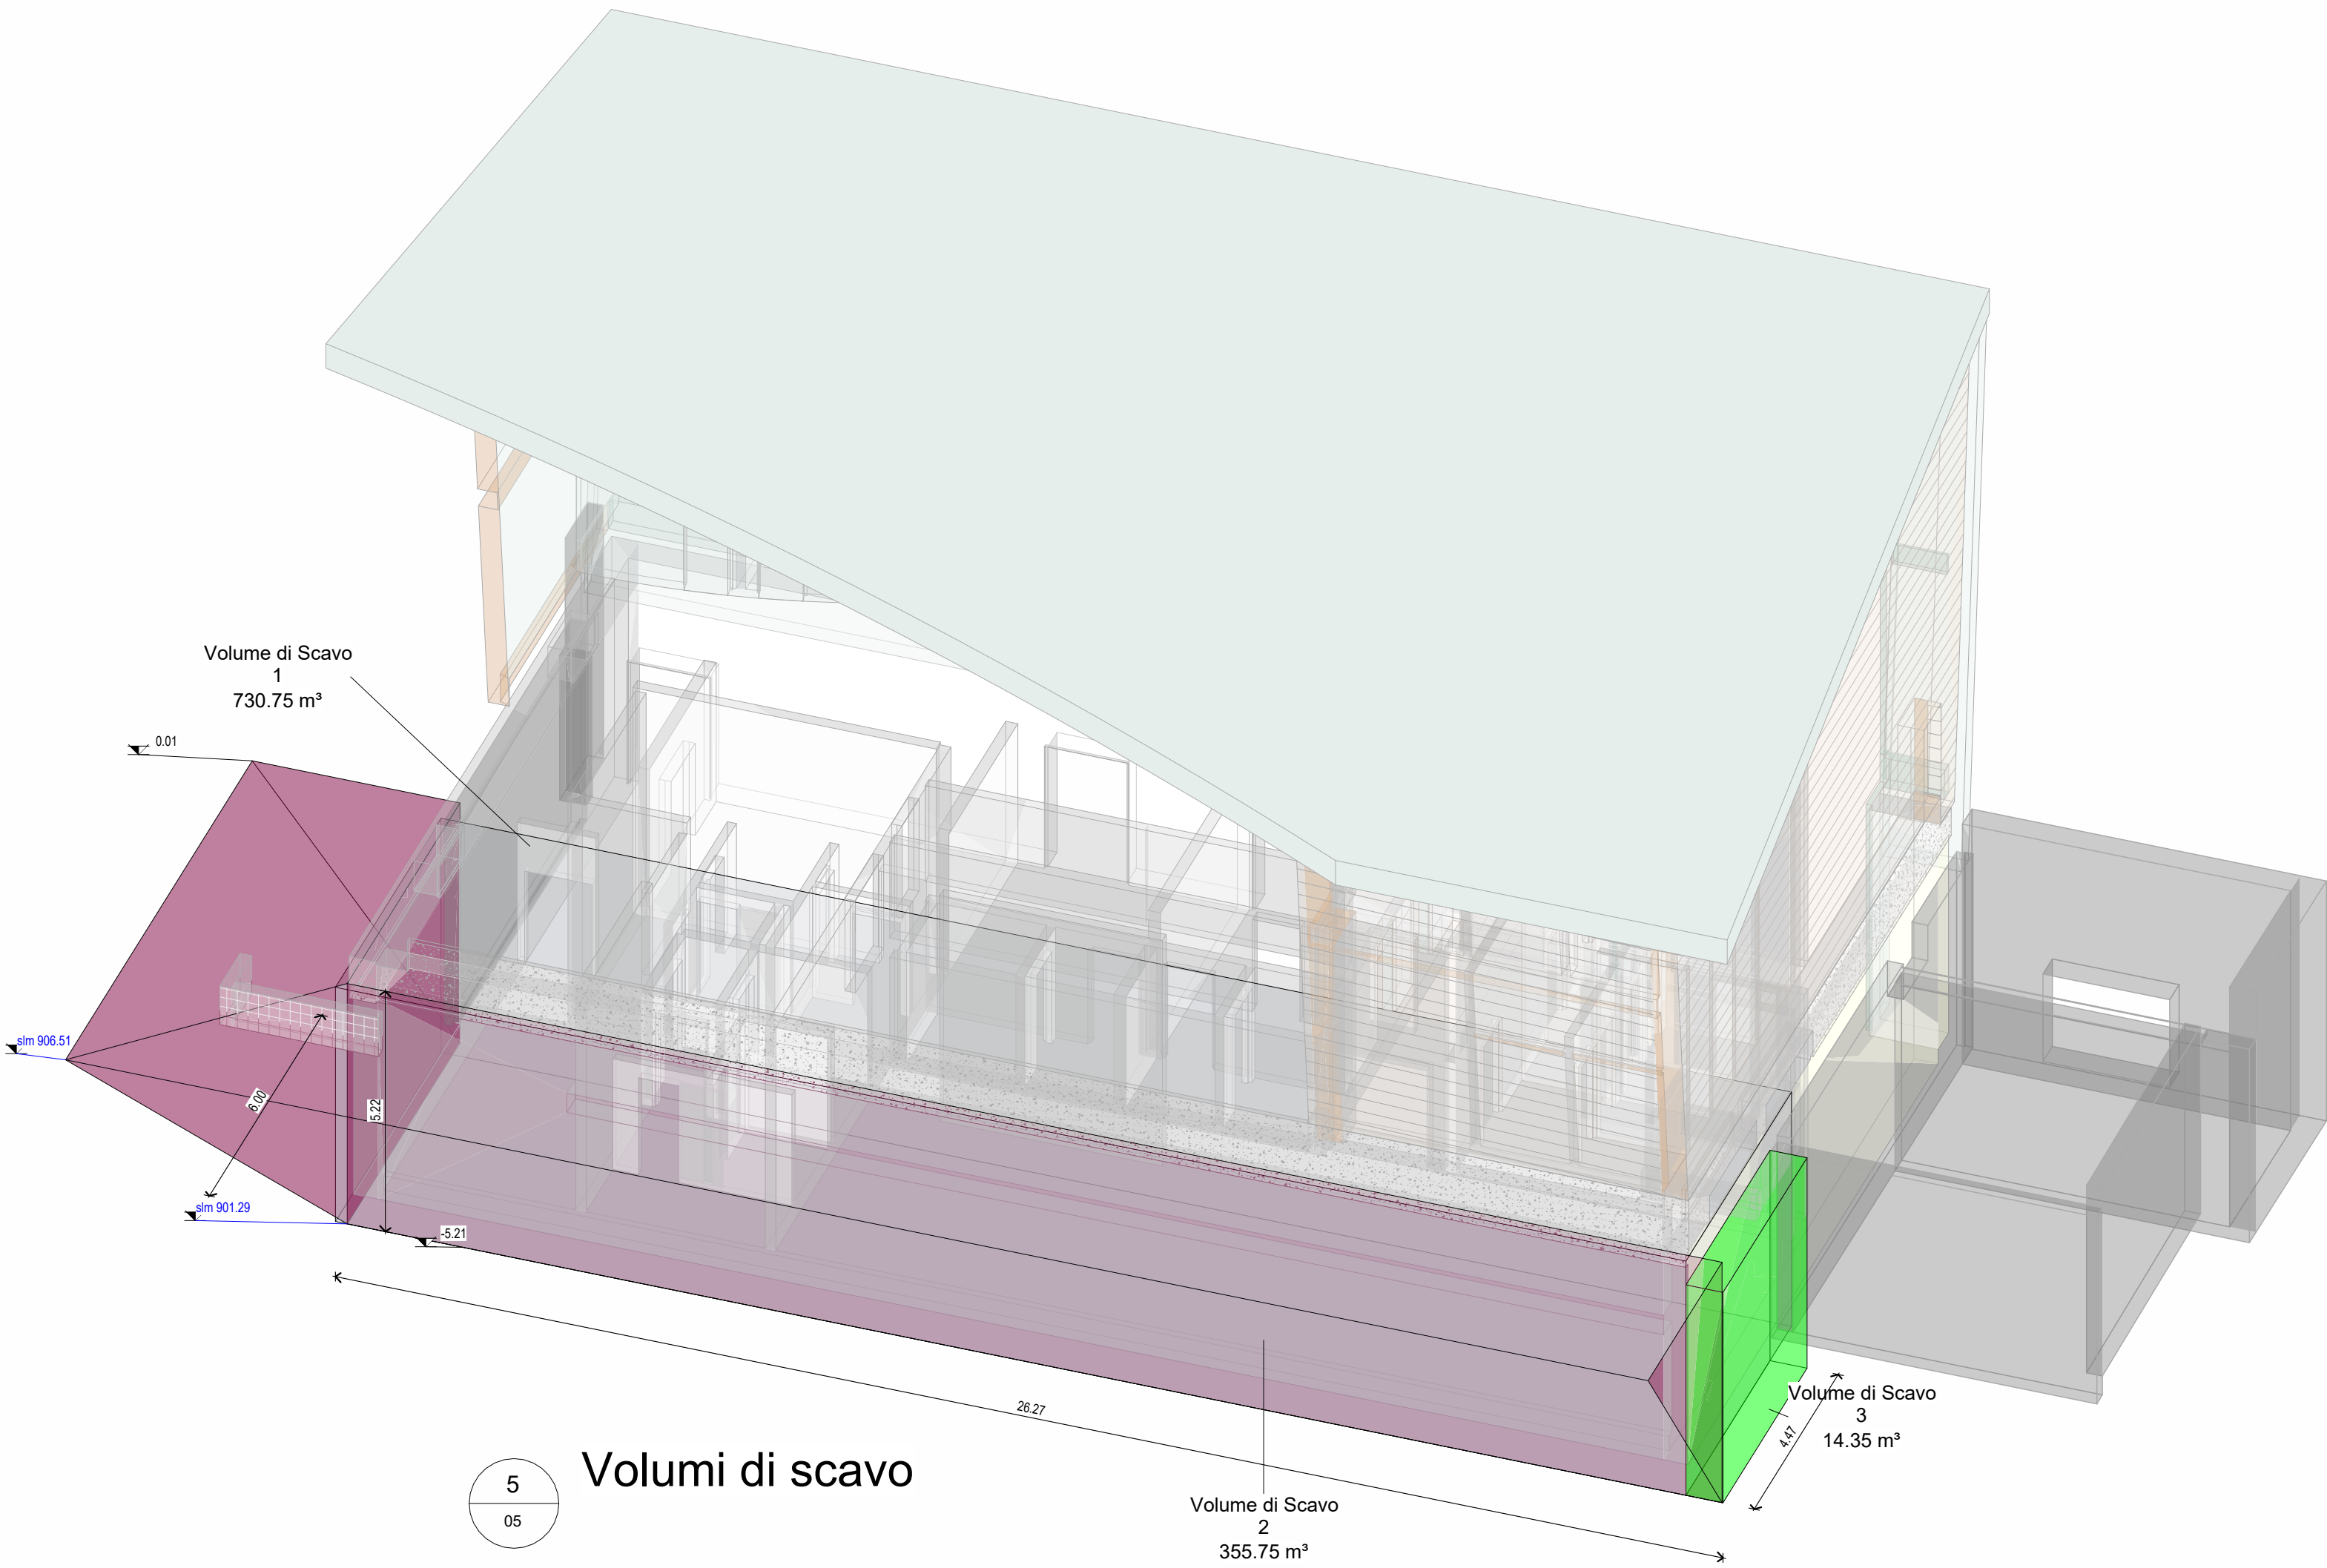 Volume di Scavo
1
730.75 m³
0.01
slm 906.51
6.00
5.22
slm 901.29
-5.21
26.27
Volume di Scavo
3
14.35 m³
4.47
5
05
Volumi di scavo
Volume di Scavo
2
355.75 m³